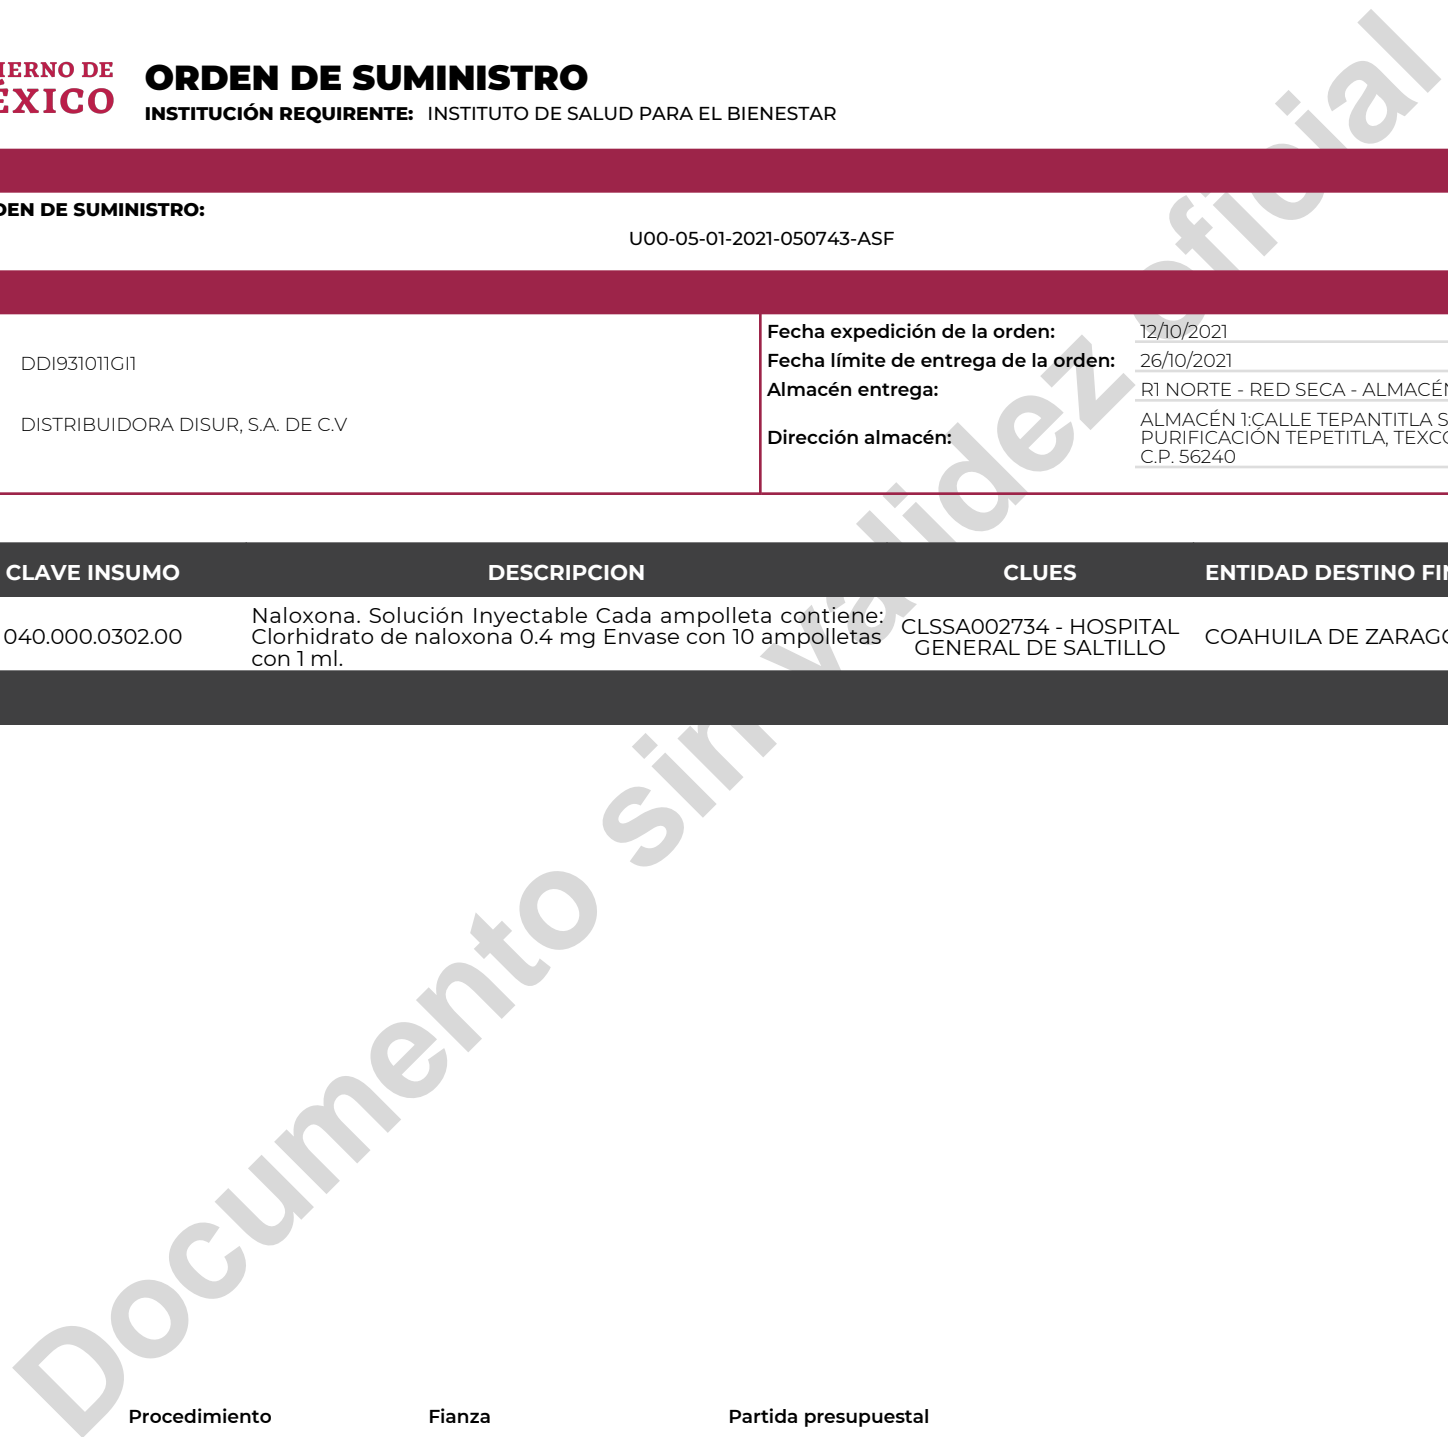 IERNO DE
ÉXICO
ORDEN DE SUMINISTRO
INSTITUCIÓN REQUIRENTE: INSTITUTO DE SALUD PARA EL BIENESTAR
DEN DE SUMINISTRO:
U00-05-01-2021-050743-ASF
DDI931011GI1
DISTRIBUIDORA DISUR, S.A. DE C.V
Fecha expedición de la orden: 12/10/2021
Fecha límite de entrega de la orden: 26/10/2021
Almacén entrega: R1 NORTE - RED SECA - ALMACÉN
Dirección almacén:
ALMACÉN 1:CALLE TEPANTITLA S
PURIFICACIÓN TEPETITLA, TEXCO
C.P. 56240
CLAVE INSUMO DESCRIPCION CLUES ENTIDAD DESTINO FIN
040.000.0302.00
Naloxona. Solución Inyectable Cada ampolleta contiene:
Clorhidrato de naloxona 0.4 mg Envase con 10 ampolletas
con 1 ml.
CLSSA002734 - HOSPITAL
GENERAL DE SALTILLO
COAHUILA DE ZARAGO
Documento sin validez oficial
Procedimiento Fianza Partida presupuestal